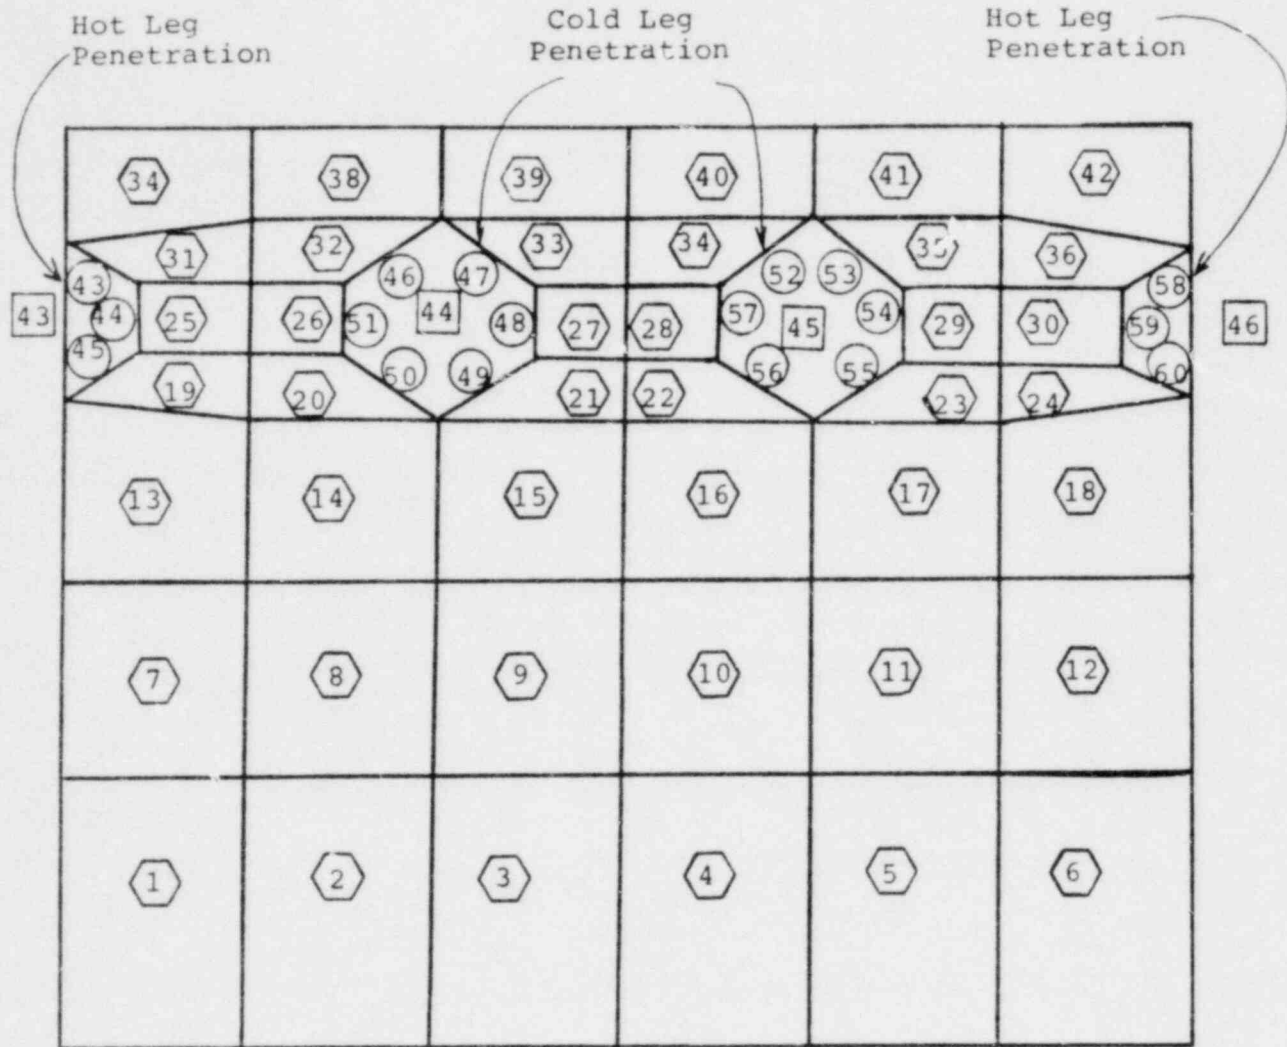 Hot Leg
Penetration
Cold Leg
Penetration
Hot Leg
Penetration
34 38 39 40 41 42
31 32 33 34 35 36
43 46 47 52 53 58
43 44 25 26 51 44 48 27 28 57 45 54 29 30 59 46
45 50 49 56 55 60
19 20 21 22 23 24
13 14 15 16 17 18
7 8 9 10 11 12
1 2 3 4 5 6